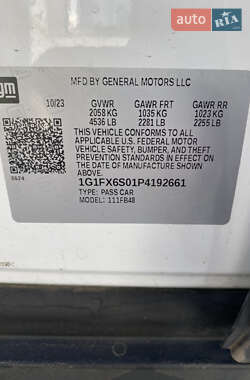 AUTO RIA
gm
MFD BY GENERAL MOTORS LLC
10/23 GVWR GAWR FRT GAWR RR
2058 KG 1035 KG 1023 KG
4536 LB 2281 LB 2255 LB
THIS VEHICLE CONFORMS TO ALL
APPLICABLE U.S. FEDERAL MOTOR
VEHICLE SAFETY, BUMPER, AND THEFT
PREVENTION STANDARDS IN EFFECT ON
THE DATE OF MANUFACTURE SHOWN
ABOVE.
1G1FX6S01P4192661
TYPE: PASS CAR
MODEL: 111FB48